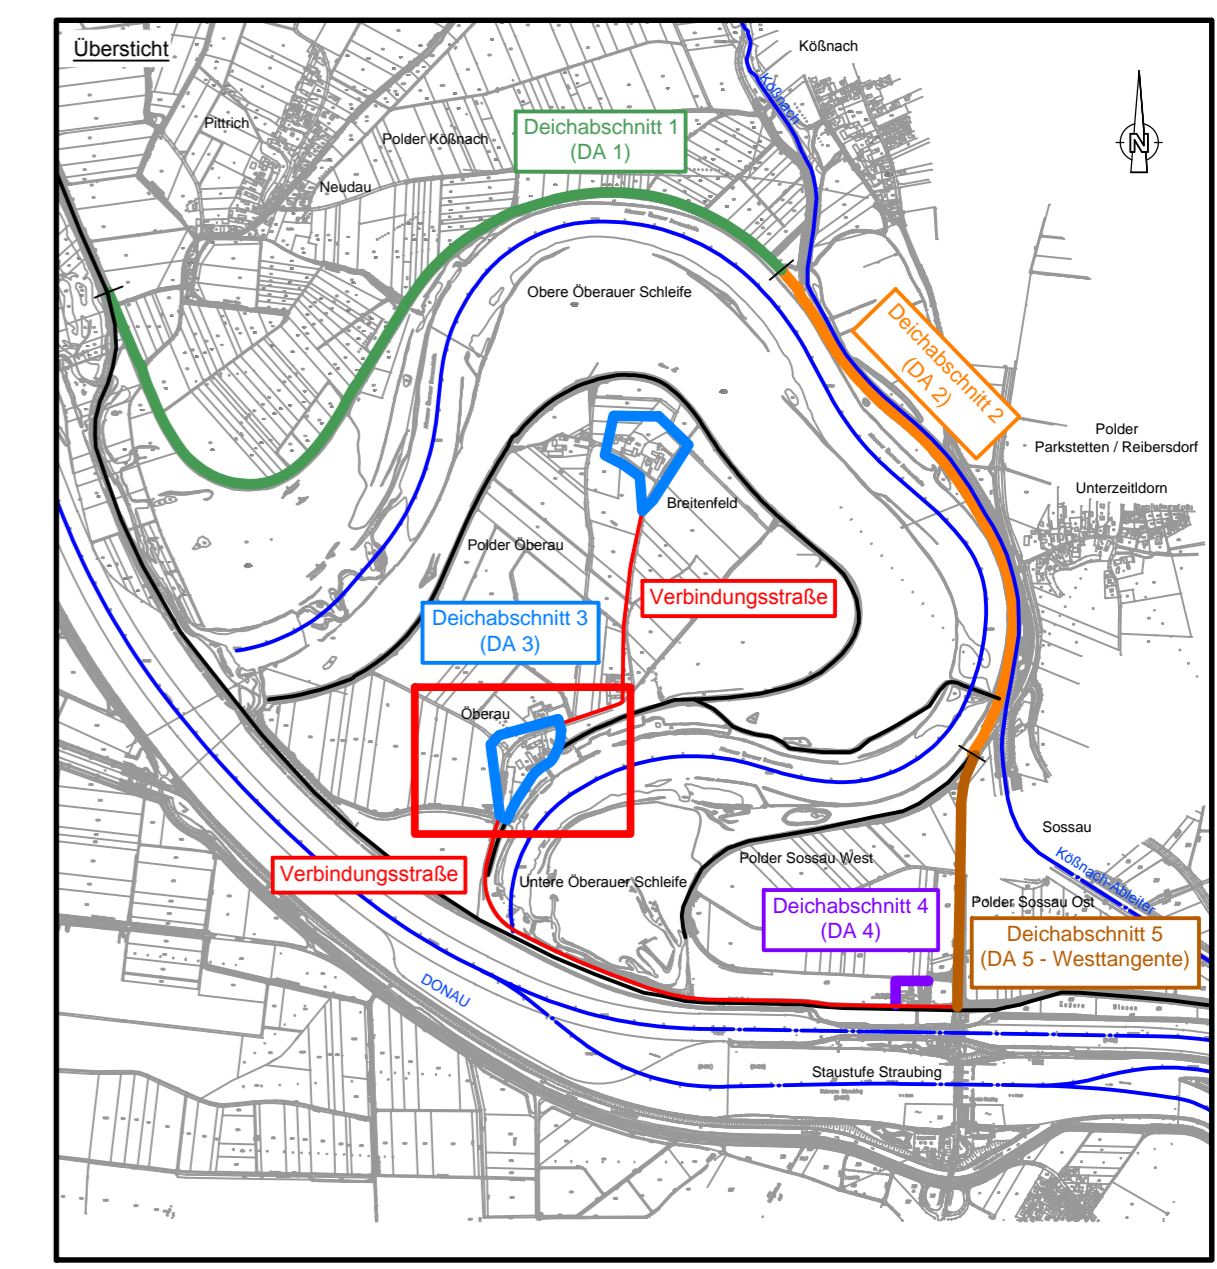 Übersticht
Kößnach
Kößnach
Pittrich
Polder Kößnach
Deichabschnitt 1
(DA 1)
N
Neudau
Obere Öberauer Schleife
Deichabschnitt 2
(DA 2)
Polder
Parkstetten / Reibersdorf
Unterzeitldorn
Breitenfeld
Polder Öberau
Verbindungsstraße
Deichabschnitt 3
(DA 3)
Öberau
Sossau
Kößnach-Ableiter
Polder Sossau West
Verbindungsstraße
Untere Öberauer Schleife
Deichabschnitt 4
(DA 4)
Polder Sossau Ost
Deichabschnitt 5
(DA 5 - Westtangente)
DONAU
Staustufe Straubing